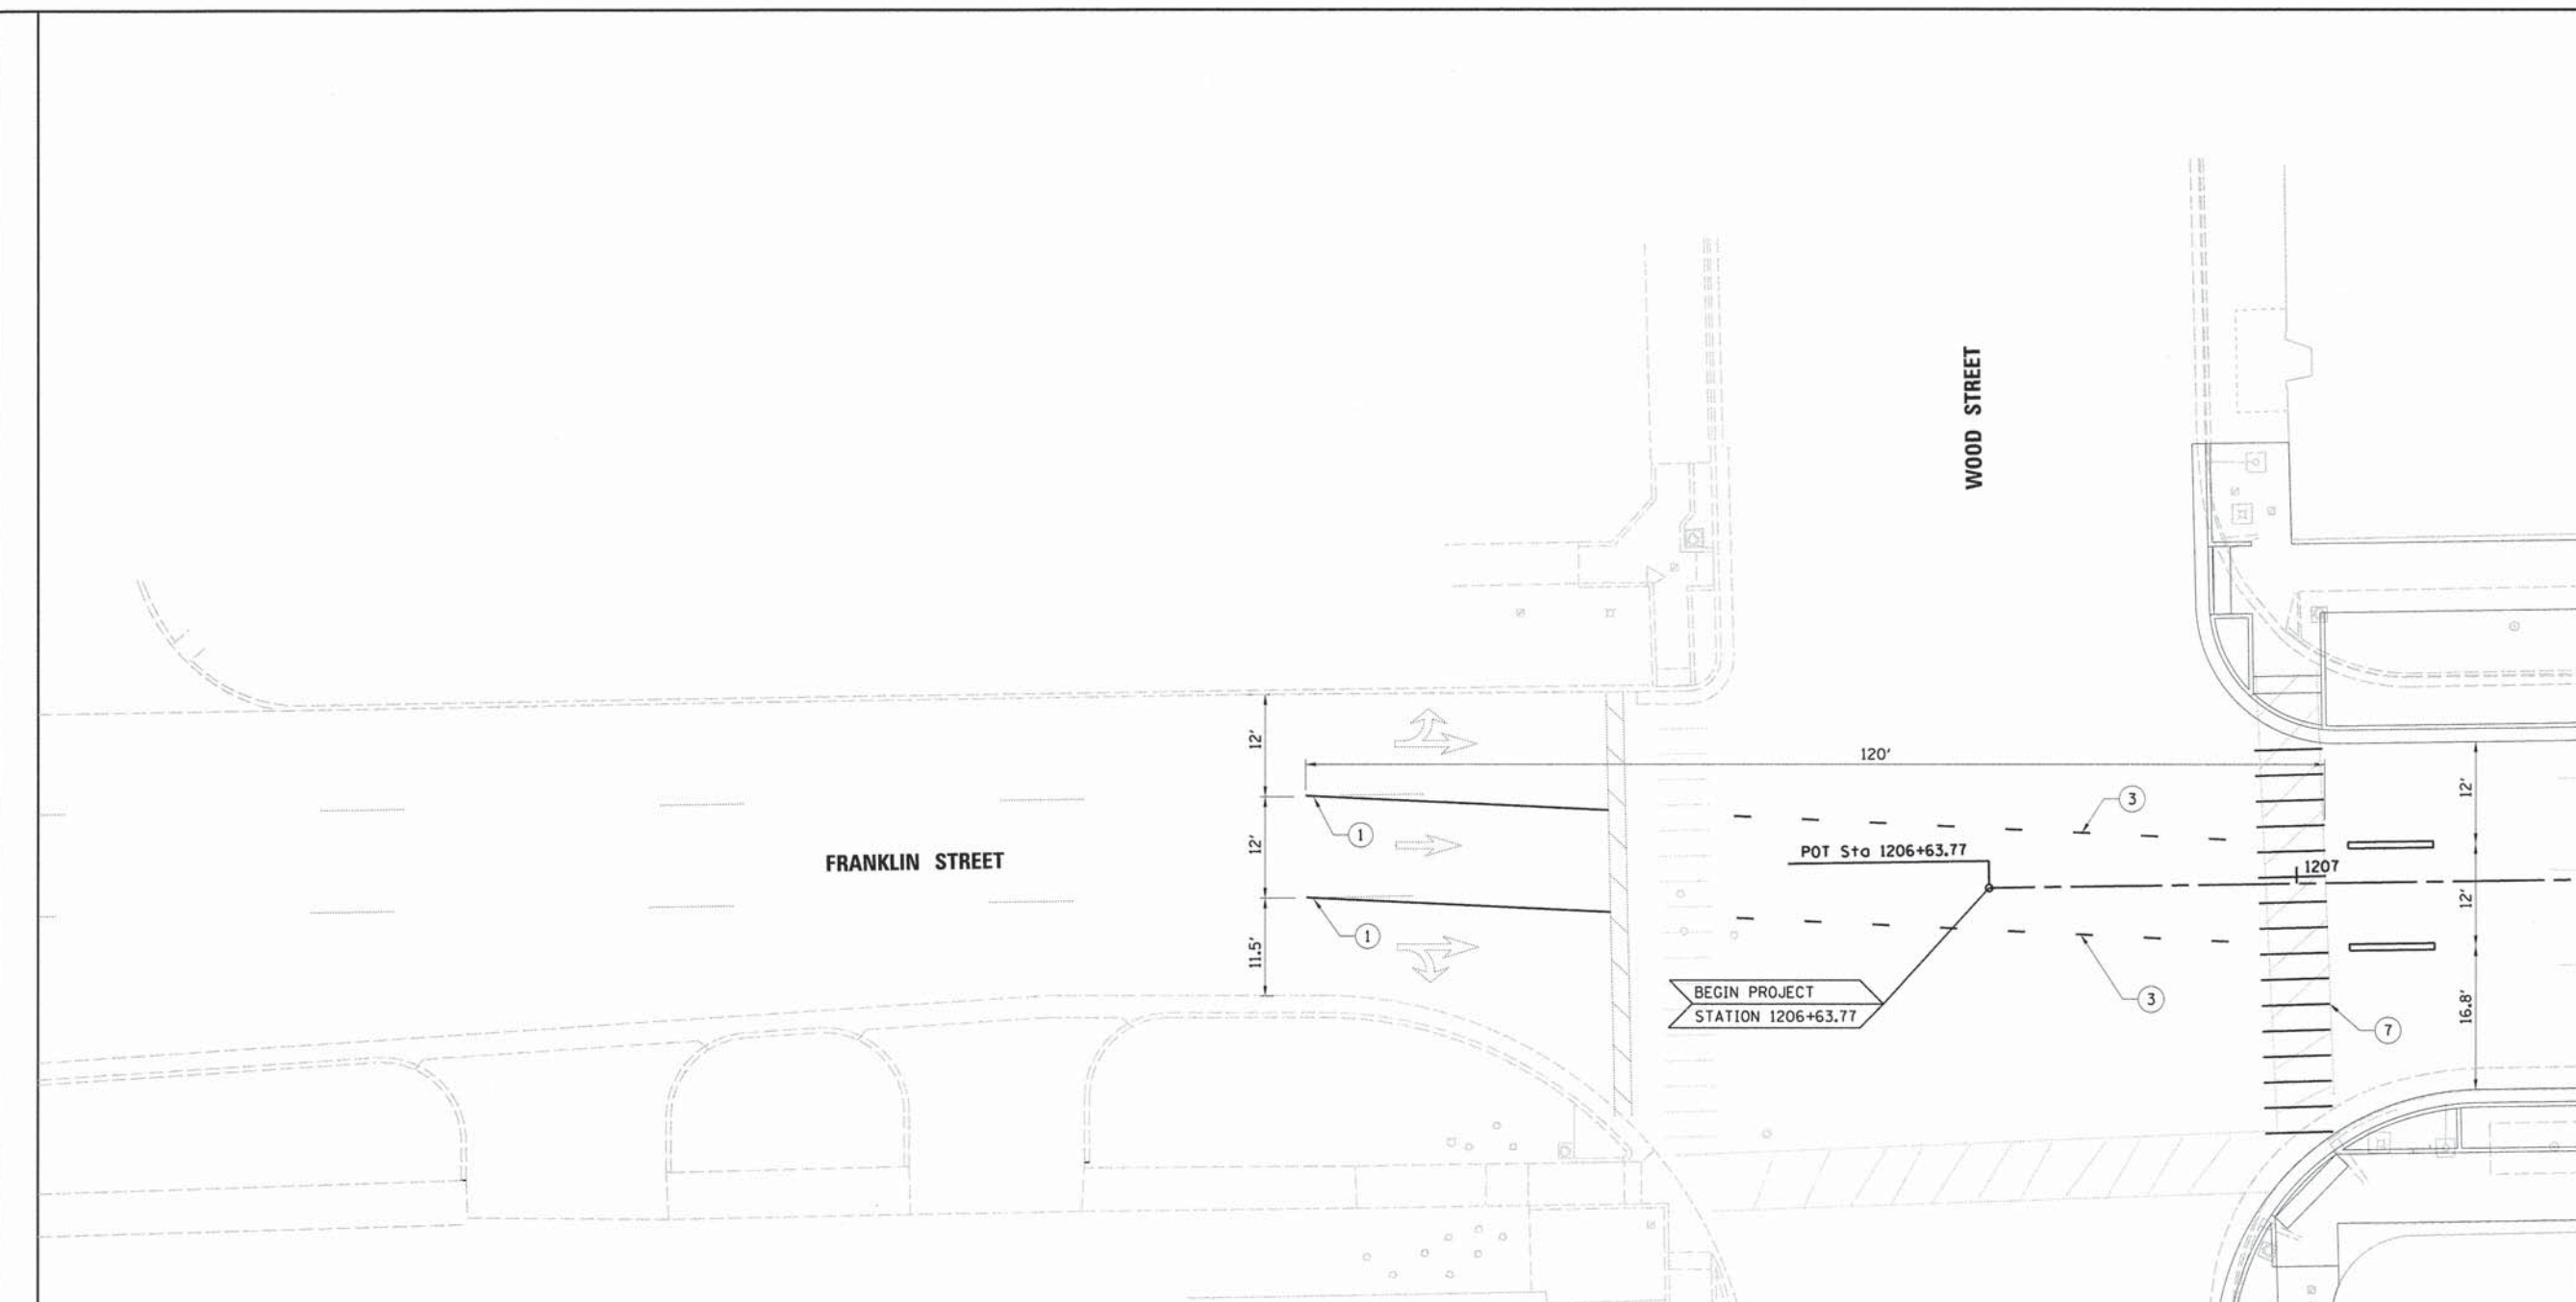 WOOD STREET
12'
120'
12'
3
1
12'
FRANKLIN STREET
POT Sta 1206+63.77
1207
12'
1
11.5'
BEGIN PROJECT
STATION 1206+63.77
3
16.8'
7